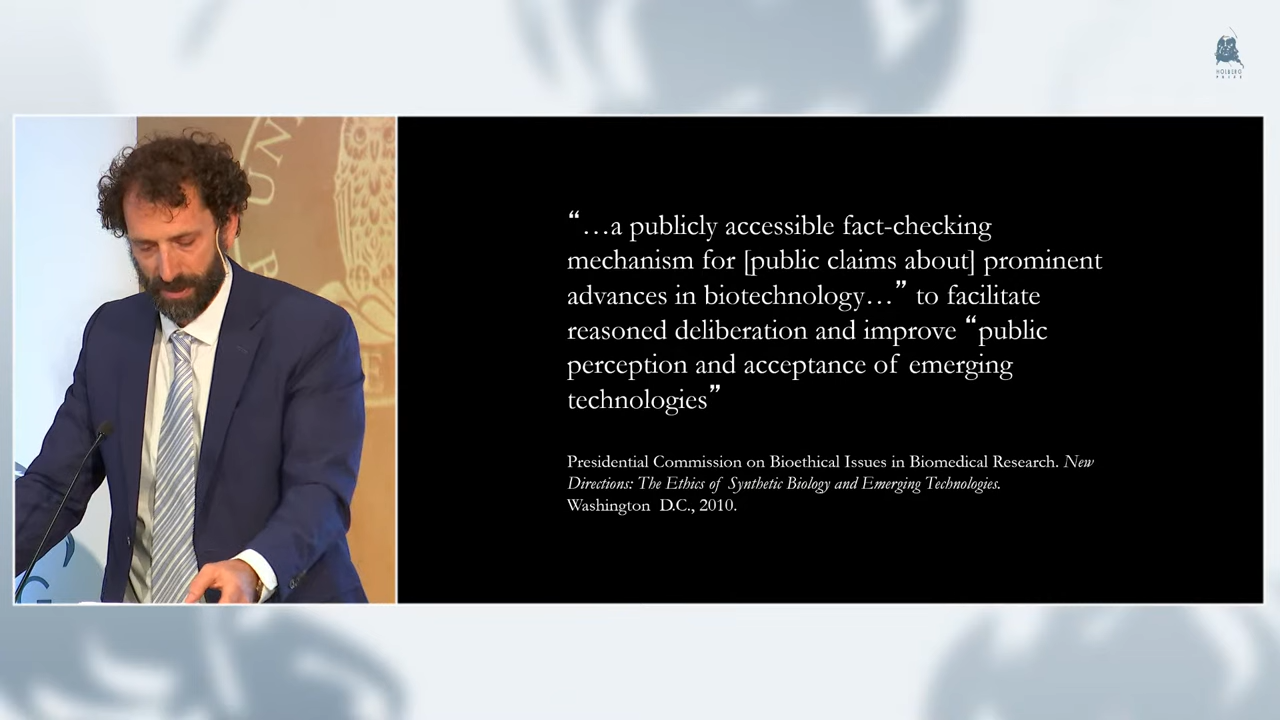 HOLBERG
PRIZE
“…a publicly accessible fact-checking
mechanism for [public claims about] prominent
advances in biotechnology…” to facilitate
reasoned deliberation and improve “public
perception and acceptance of emerging
technologies”
Presidential Commission on Bioethical Issues in Biomedical Research. New
Directions: The Ethics of Synthetic Biology and Emerging Technologies.
Washington D.C., 2010.